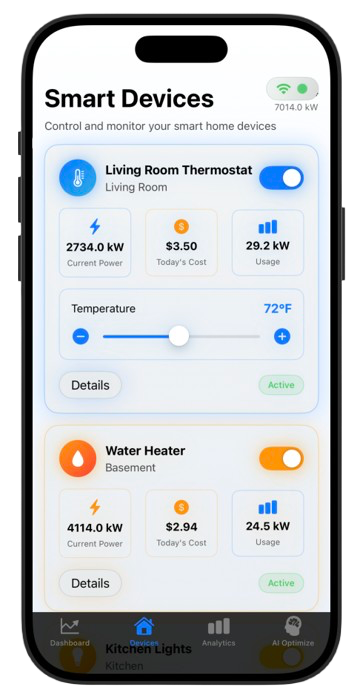 Smart Devices
7014.0 kW
Control and monitor your smart home devices
Living Room Thermostat
Living Room
2734.0 kW
Current Power
$3.50
Today's Cost
29.2 kW
Usage
Temperature
72°F
Details
Active
Water Heater
Basement
4114.0 kW
Current Power
$2.94
Today's Cost
24.5 kW
Usage
Details
Active
Kitchen Lights
Kitchen
Dashboard
Devices
Analytics
AI Optimize